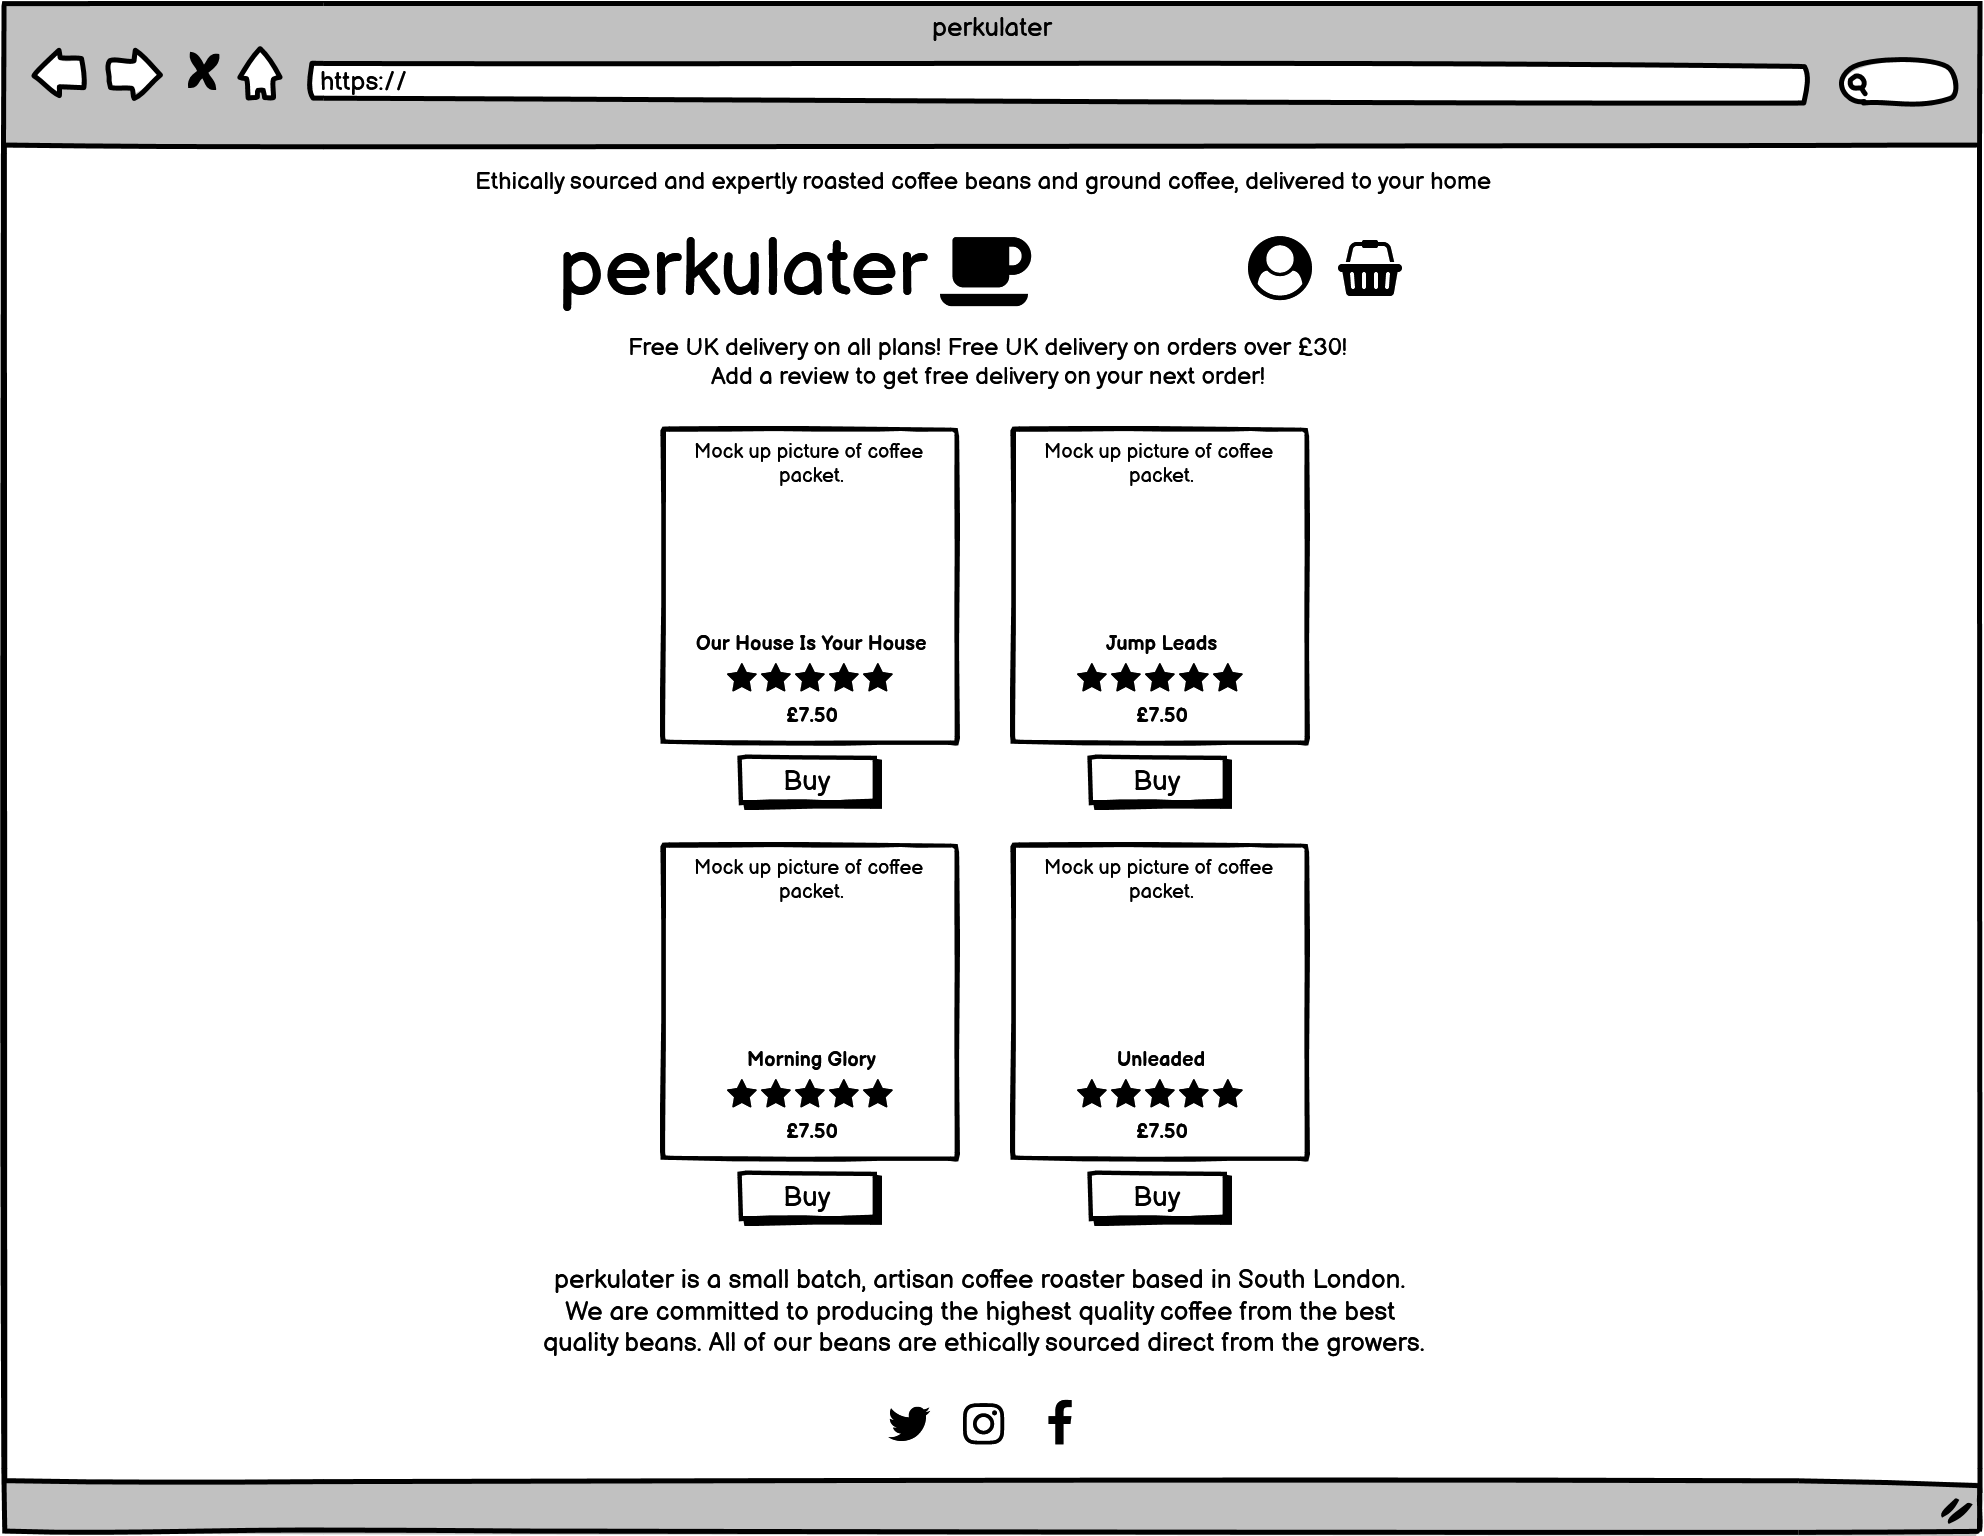 perkulater
https://
Ethically sourced and expertly roasted coffee beans and ground coffee, delivered to your home
perkulater
Free UK delivery on all plans! Free UK delivery on orders over £30!
Add a review to get free delivery on your next order!
Mock up picture of coffee
packet.
Our House Is Your House
£7.50
Buy
Mock up picture of coffee
packet.
Jump Leads
£7.50
Buy
Mock up picture of coffee
packet.
Morning Glory
£7.50
Buy
Mock up picture of coffee
packet.
Unleaded
£7.50
Buy
perkulater is a small batch, artisan coffee roaster based in South London.
We are committed to producing the highest quality coffee from the best
quality beans. All of our beans are ethically sourced direct from the growers.